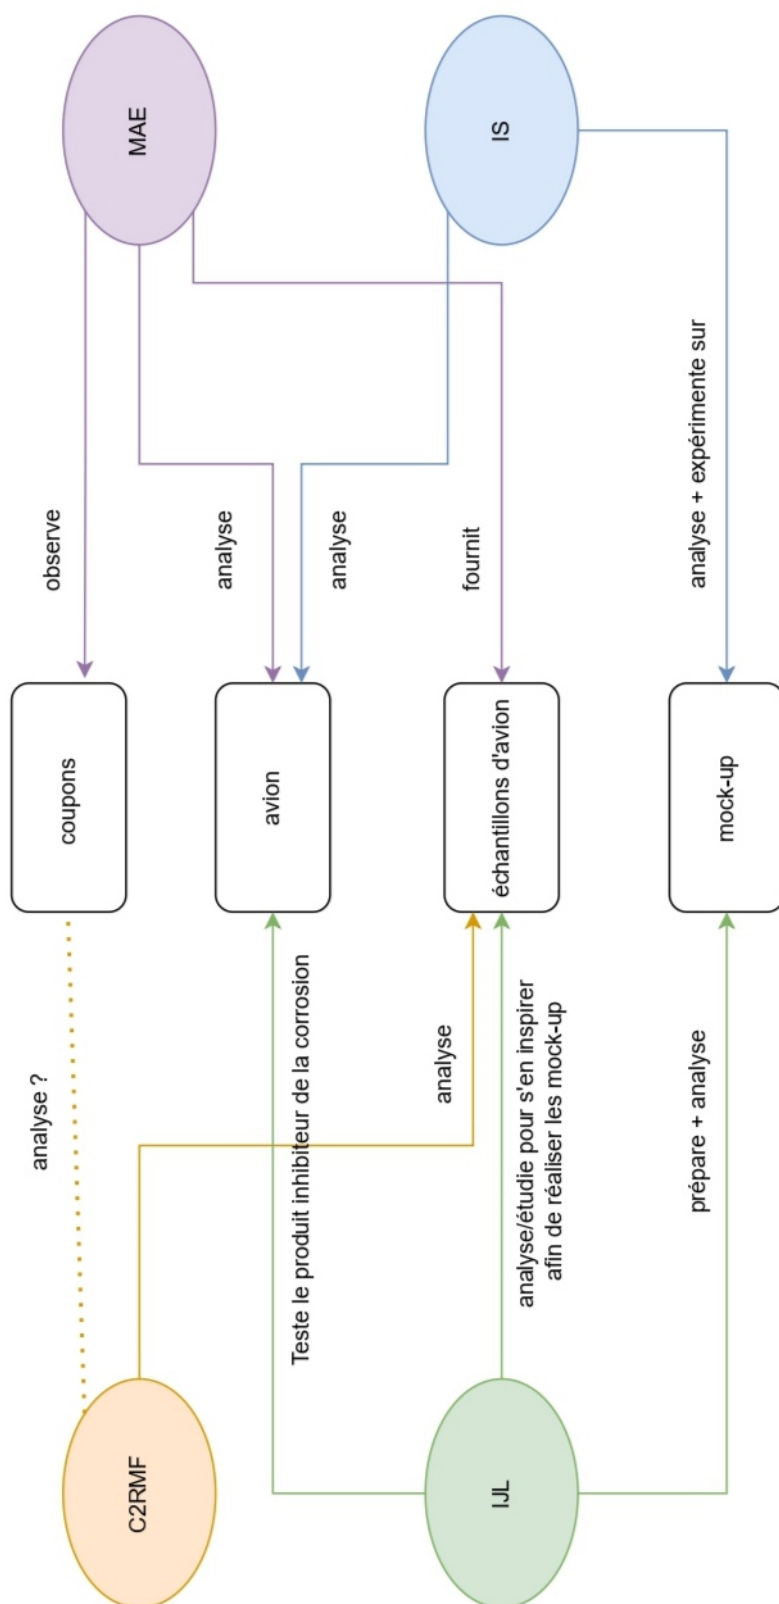 C2RMF
analyse ?
coupons
observe
MAE
analyse
avion
analyse
analyse
Teste le produit inhibiteur de la corrosion
échantillons d'avion
fournit
IJL
analyse/étudie pour s'en inspirer
afin de réaliser les mock-up
IS
prépare + analyse
mock-up
analyse + expérimente sur